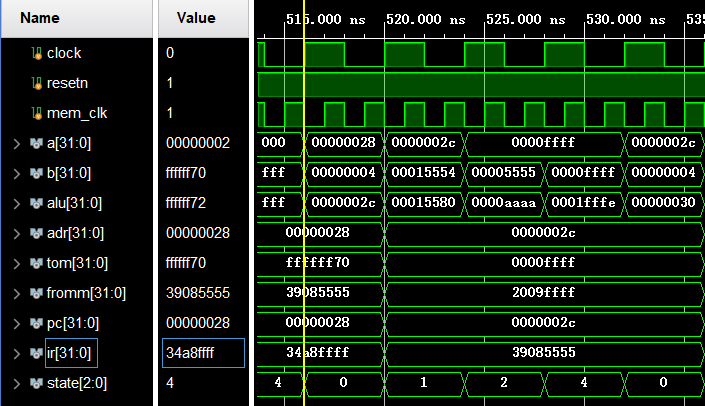 Name Value 515.000 ns 520.000 ns 525.000 ns 530.000 ns 535
clock 0
resetn 1
mem_clk 1
a[31:0] 00000002 000 00000028 0000002c 0000ffff 0000002c
b[31:0] ffffff70 fff 00000004 00015554 00005555 0000ffff 00000004
alu[31:0] ffffff72 fff 0000002c 00015580 0000aaaa 0001fffe 00000030
adr[31:0] 00000028 00000028 0000002c
tom[31:0] ffffff70 ffffff70 0000ffff
fromm[31:0] 39085555 39085555 2009ffff
pc[31:0] 00000028 00000028 0000002c
ir[31:0] 34a8ffff 34a8ffff 39085555
state[2:0] 4 4 0 1 2 4 0